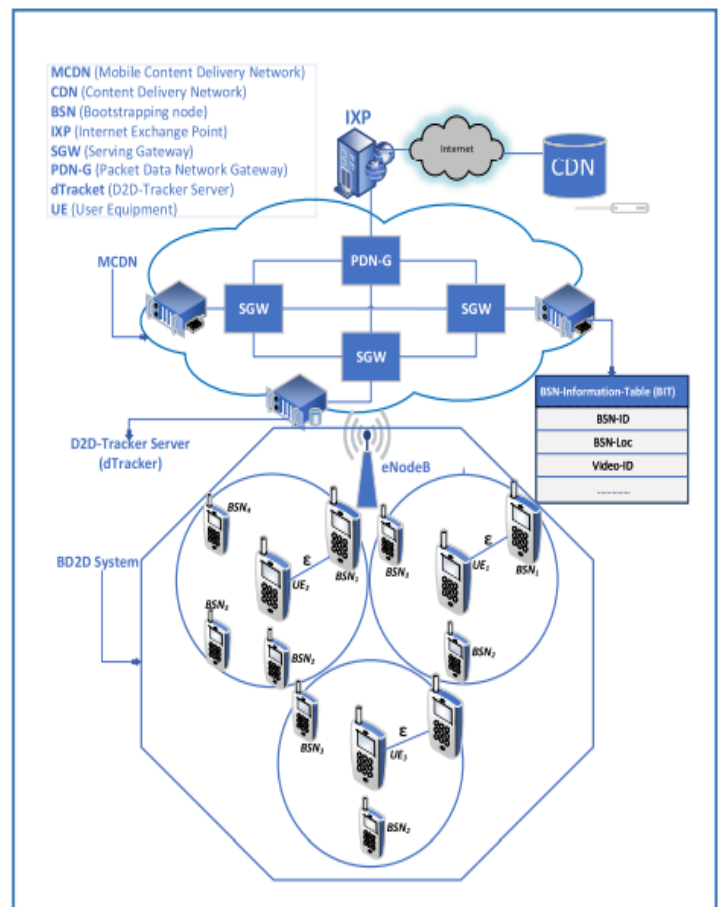 MCDN (Mobile Content Delivery Network)
CDN (Content Delivery Network)
BSN (Bootstrapping node)
IXP (Internet Exchange Point)
SGW (Serving Gateway)
PDN-G (Packet Data Network Gateway)
dTracket (D2D-Tracker Server)
UE (User Equipment)
IXP
Internet
CDN
MCDN
PDN-G
SGW
SGW
SGW
BSN-Information-Table (BIT)
BSN-ID
BSN-Loc
Video-ID
..........
D2D-Tracker Server
(dTracker)
eNodeB
BD2D System
BSN4
ε
UE2
BSN1
BSN3
BSN2
BSN3
ε
UE1
BSN1
BSN2
BSN3
ε
UE3
BSN2